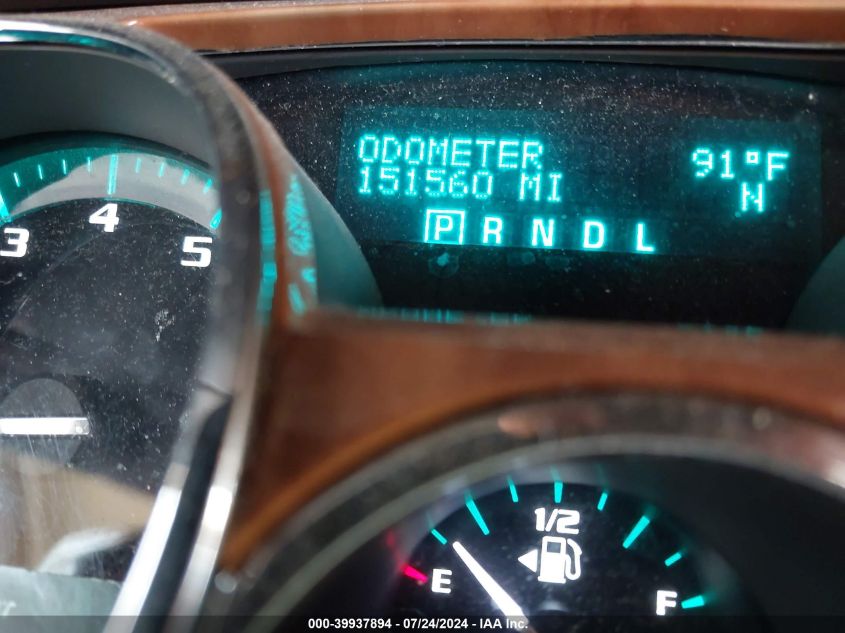 ODOMETER 91°F
151560 MI N
P R N D L
3 4 5
1/2
E F
000-39937894 - 07/24/2024 - IAA Inc.